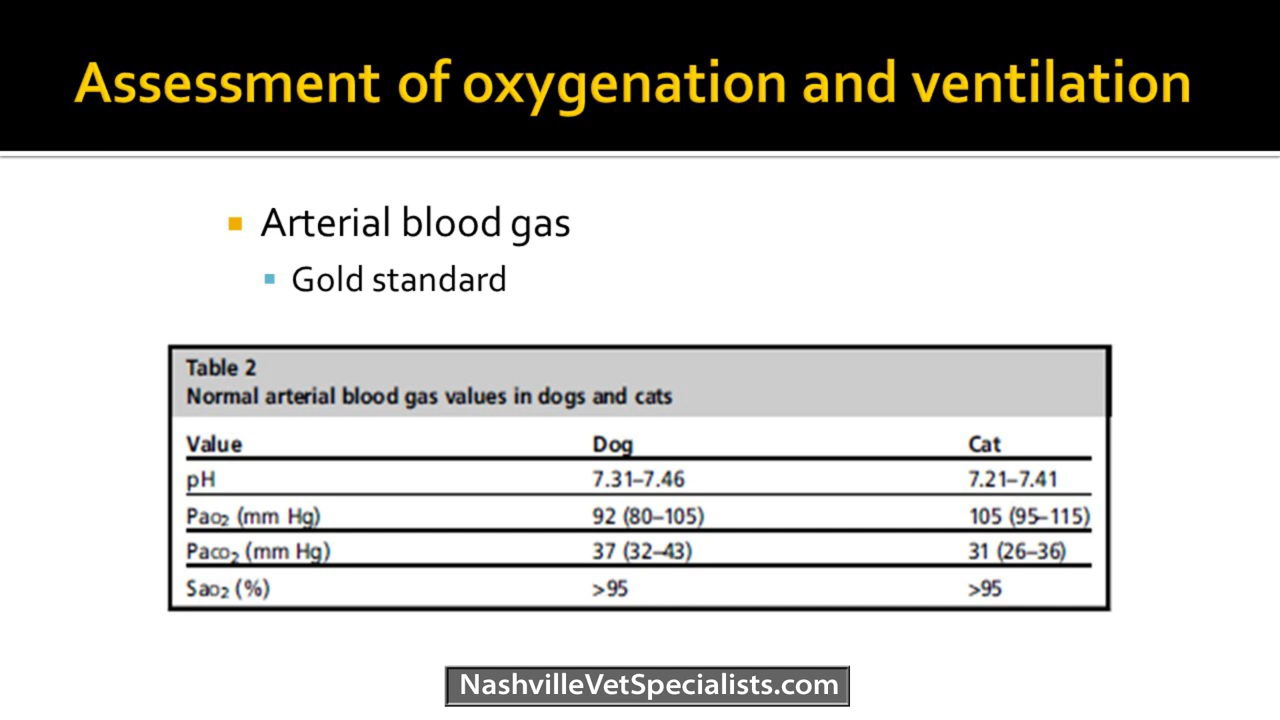 Assessment of oxygenation and ventilation
Arterial blood gas
Gold standard
Table 2
Normal arterial blood gas values in dogs and cats
Value Dog Cat
pH 7.31–7.46 7.21–7.41
Pao₂ (mm Hg) 92 (80–105) 105 (95–115)
Paco₂ (mm Hg) 37 (32–43) 31 (26–36)
Sao₂ (%) >95 >95
NashvilleVetSpecialists.com